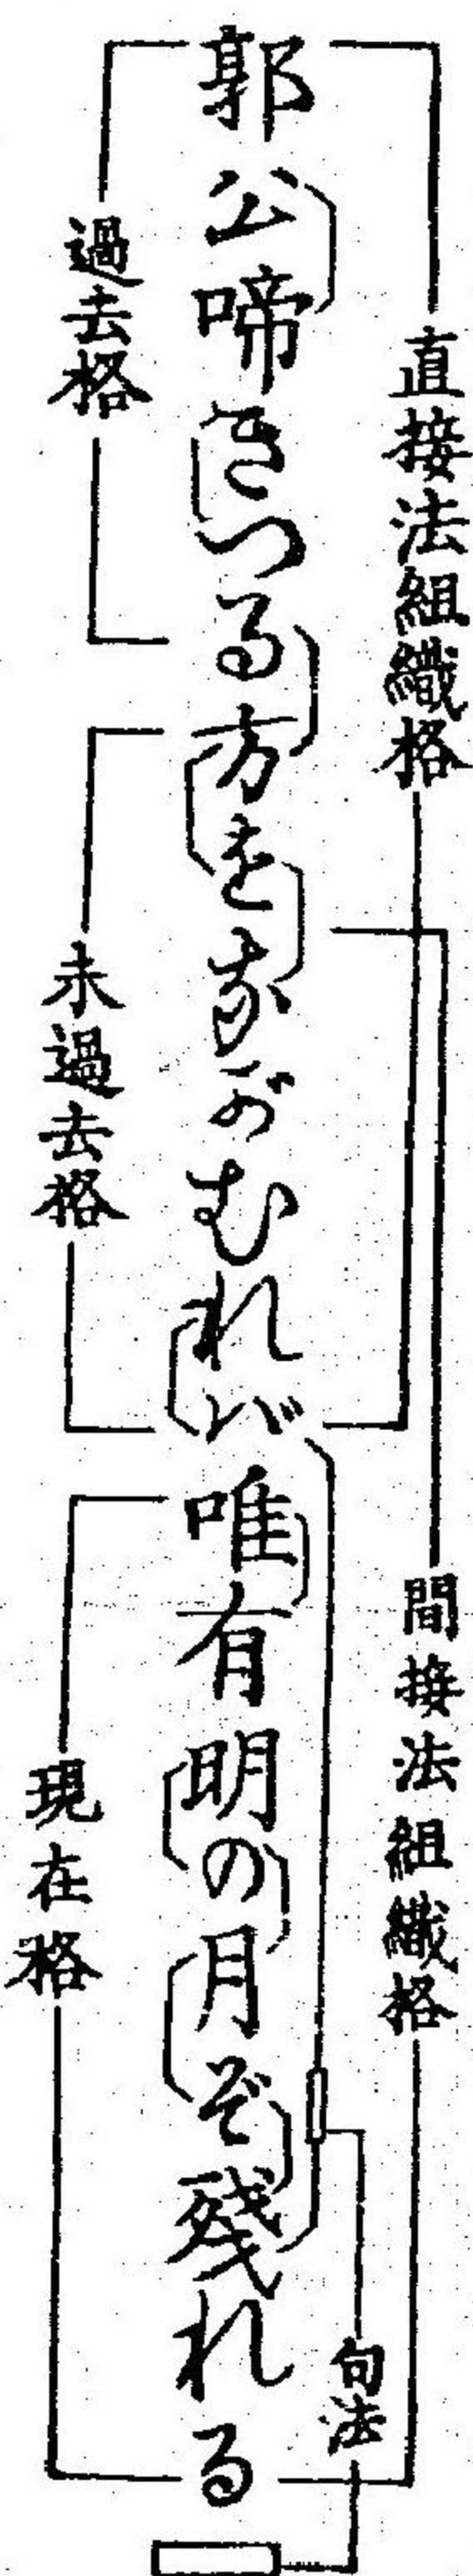 直接法組織格
間接法組織格
句法
郭公啼きつる方をながむれバ唯有明の月ぞ残れる
過去格
未過去格
現在格